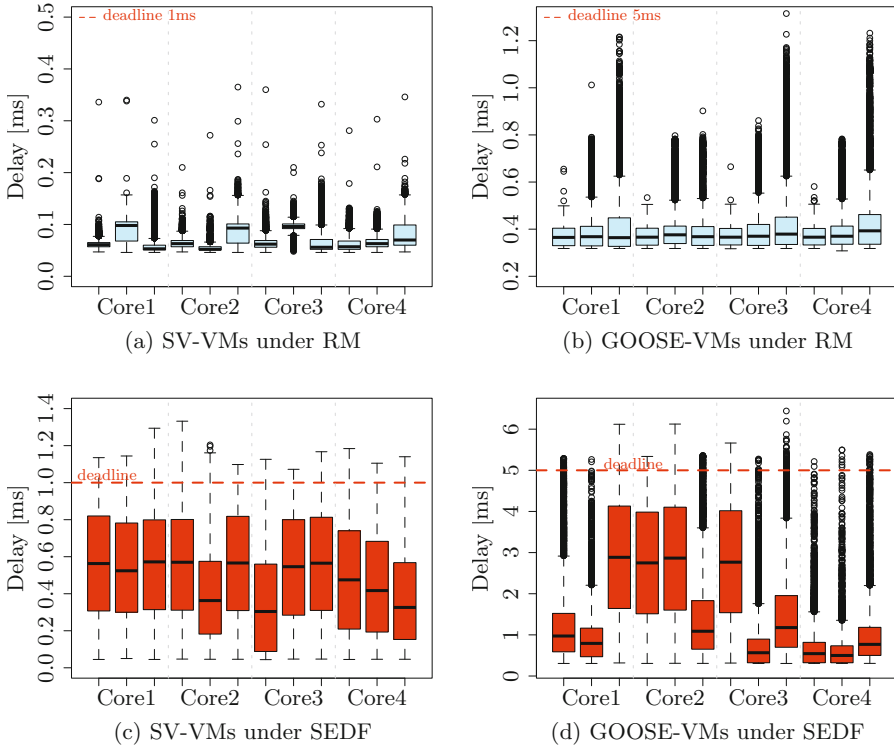 deadline 1ms
Delay [ms]
0.0 0.1 0.2 0.3 0.4 0.5
Core1 Core2 Core3 Core4
(a) SV-VMs under RM
deadline 5ms
Delay [ms]
0.2 0.4 0.6 0.8 1.0 1.2
Core1 Core2 Core3 Core4
(b) GOOSE-VMs under RM
deadline
Delay [ms]
0.0 0.2 0.4 0.6 0.8 1.0 1.2 1.4
Core1 Core2 Core3 Core4
(c) SV-VMs under SEDF
deadline
Delay [ms]
0 1 2 3 4 5 6
Core1 Core2 Core3 Core4
(d) GOOSE-VMs under SEDF